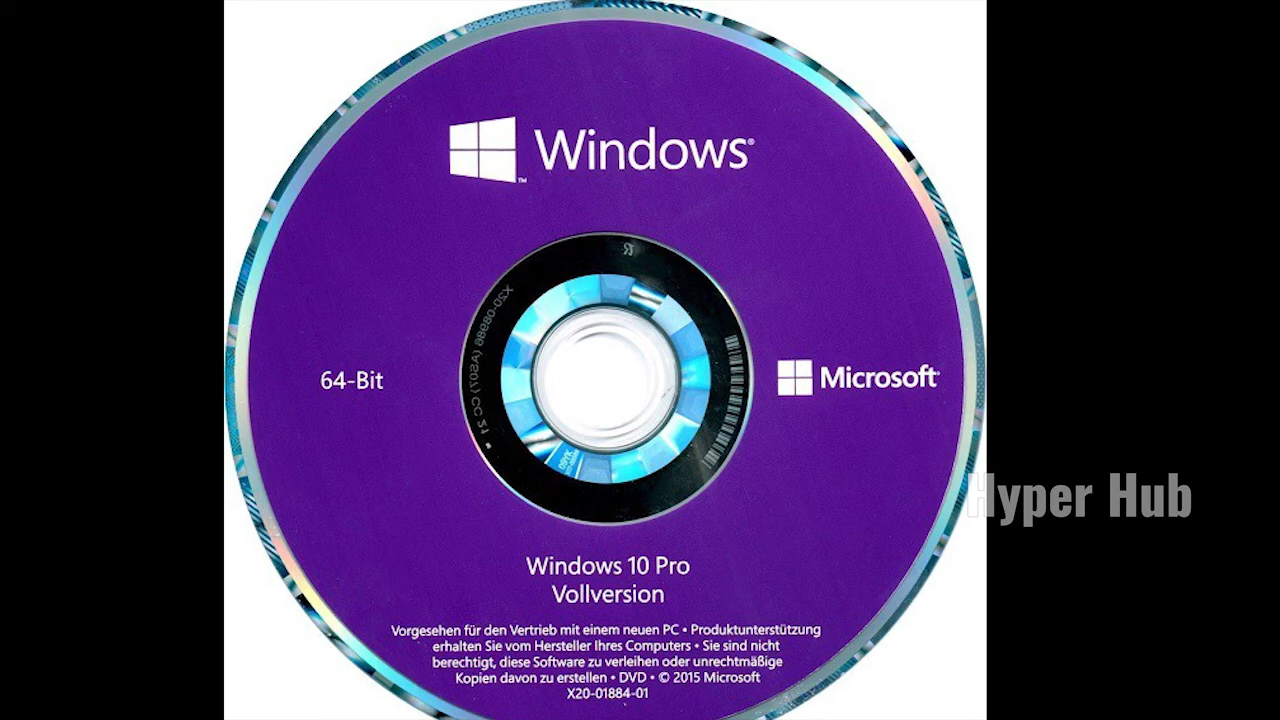 Windows®
™
64-Bit
Microsoft®
Hyper Hub
Windows 10 Pro
Vollversion
Vorgesehen für den Vertrieb mit einem neuen PC • Produktunterstützung
erhalten Sie vom Hersteller Ihres Computers • Sie sind nicht
berechtigt, diese Software zu verleihen oder unrechtmäßige
Kopien davon zu erstellen • DVD • © 2015 Microsoft
X20-01884-01